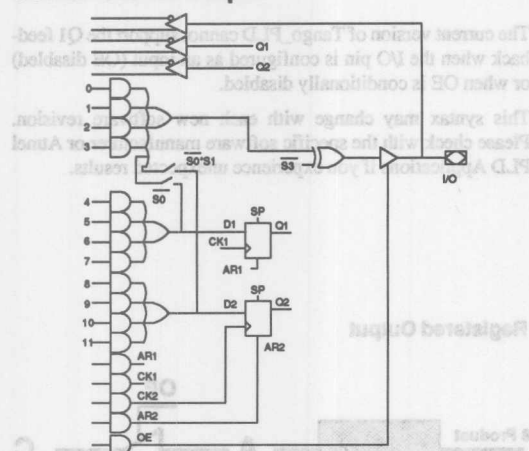 Q1
Q2
0
1
2
3
S0*S1
S0
S3
I/O
4
5
6
7
D1
SP
Q1
CK1
AR1
8
9
10
11
D2
SP
Q2
AR2
AR1
CK1
CK2
AR2
OE
The current version of Tango_PLD cannot support the Q1 feed-
back when the I/O pin is configured as an input (OE disabled)
or when OE is conditionally disabled.
This syntax may change with each new software revision.
Please check with the specific software manufacturer or Atmel
PLD Applications if you experience unexpected results.
Registered Output
8 Product